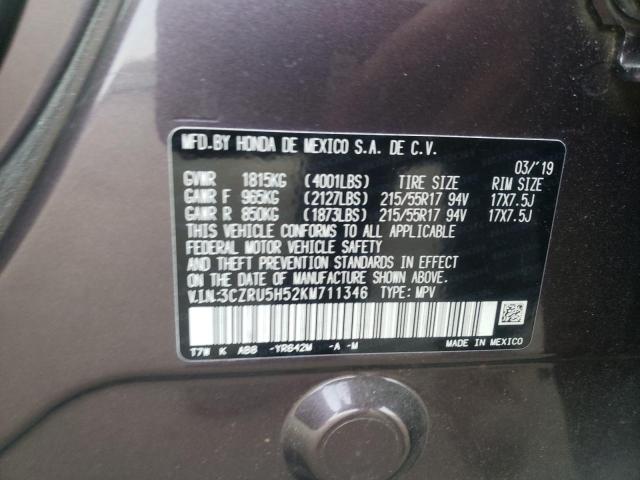 MFD.BY HONDA DE MEXICO S.A. DE C.V.
03/'19
GVWR 1815KG (4001LBS) TIRE SIZE RIM SIZE
GAWR F 965KG (2127LBS) 215/55R17 94V 17X7.5J
GAWR R 850KG (1873LBS) 215/55R17 94V 17X7.5J
THIS VEHICLE CONFORMS TO ALL APPLICABLE
FEDERAL MOTOR VEHICLE SAFETY
AND THEFT PREVENTION STANDARDS IN EFFECT
ON THE DATE OF MANUFACTURE SHOWN ABOVE.
V.I.N.:3CZRU5H52KM711346 TYPE: MPV
T7W K ABB -YR642M -A -M
MADE IN MEXICO